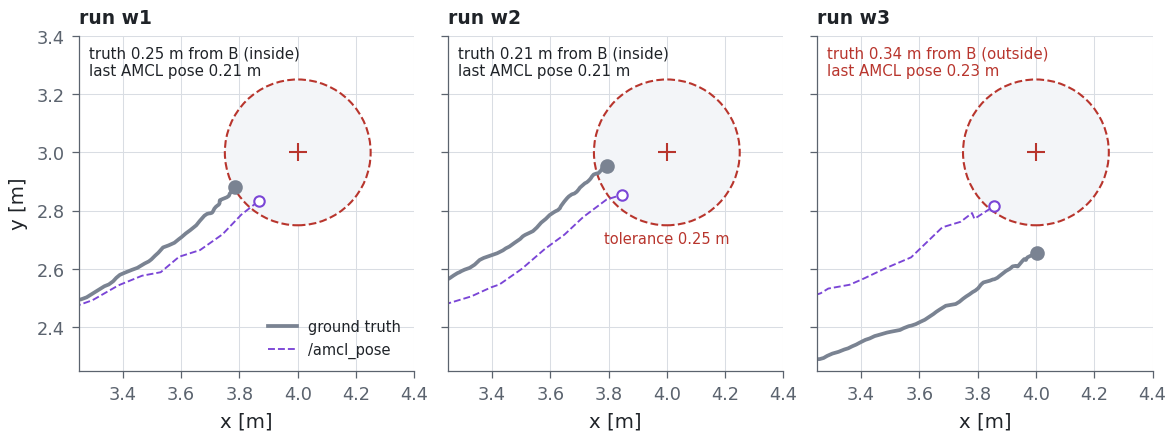 run w1
truth 0.25 m from B (inside)
last AMCL pose 0.21 m
3.4
3.2
3.0
2.8
2.6
2.4
y [m]
ground truth
/amcl_pose
3.4 3.6 3.8 4.0 4.2 4.4
x [m]
run w2
truth 0.21 m from B (inside)
last AMCL pose 0.21 m
tolerance 0.25 m
3.4 3.6 3.8 4.0 4.2 4.4
x [m]
run w3
truth 0.34 m from B (outside)
last AMCL pose 0.23 m
3.4 3.6 3.8 4.0 4.2 4.4
x [m]